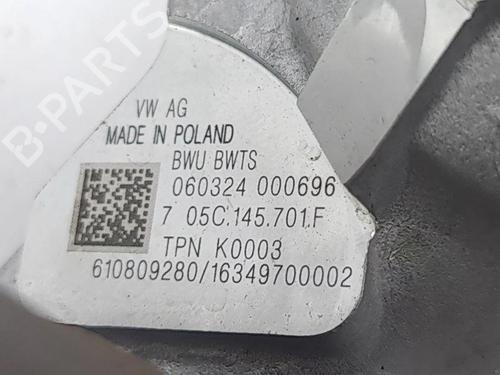 B-PARTS
VW AG
MADE IN POLAND
BWU BWTS
060324 000696
7 05C.145.701.F
TPN K0003
610809280/16349700002